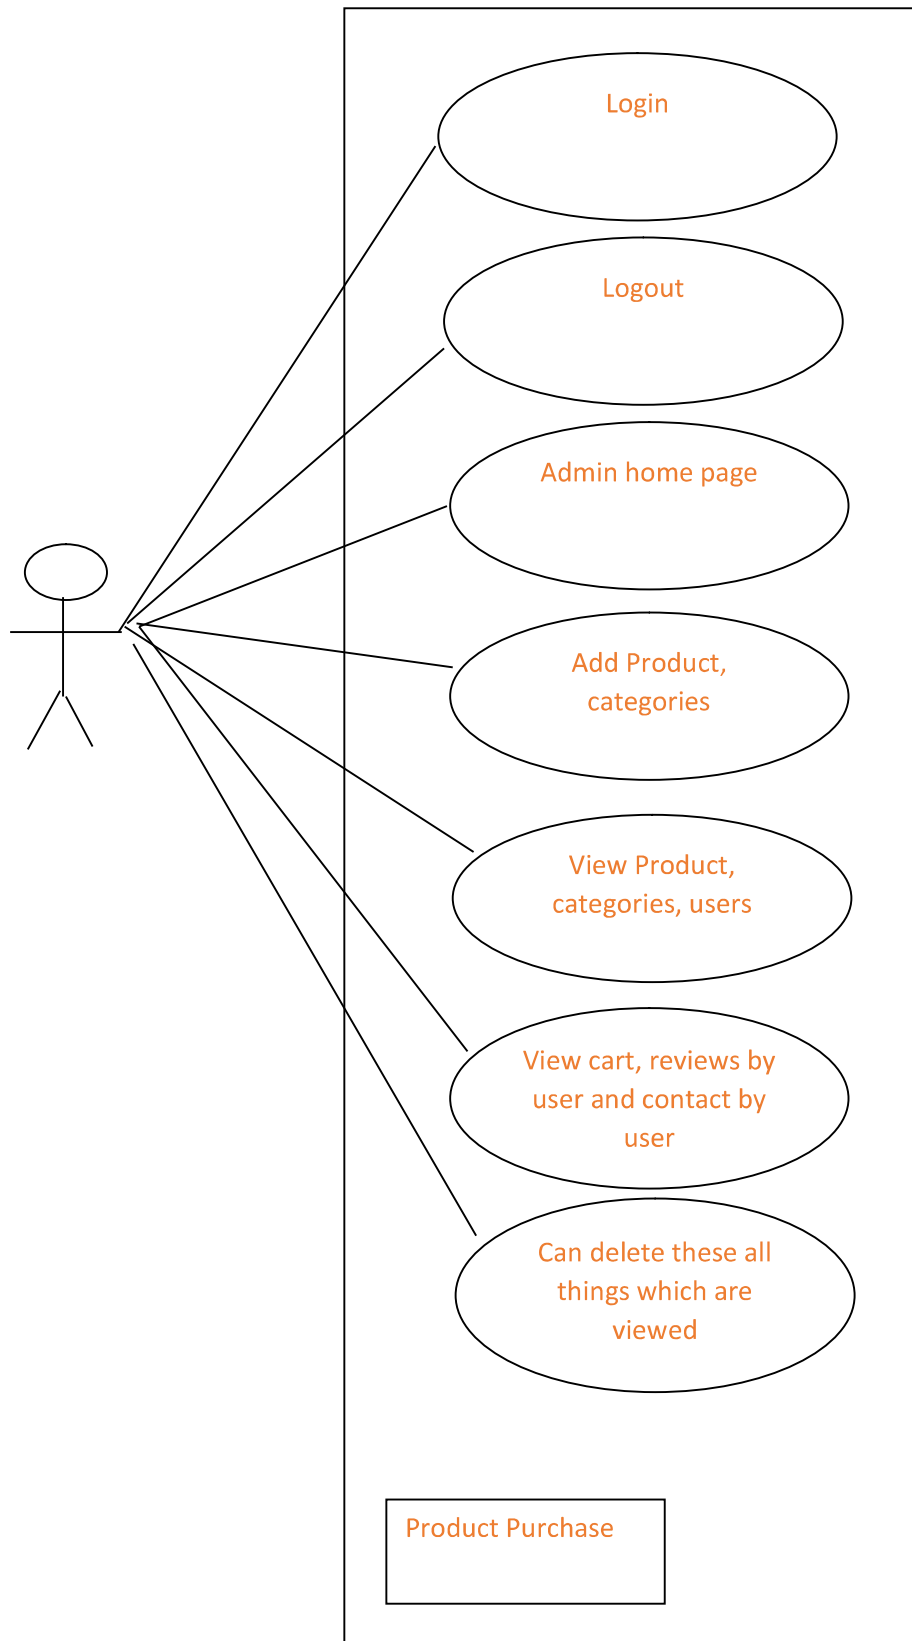 Login
Logout
Admin home page
Add Product,
categories
View Product,
categories, users
View cart, reviews by
user and contact by
user
Can delete these all
things which are
viewed
Product Purchase